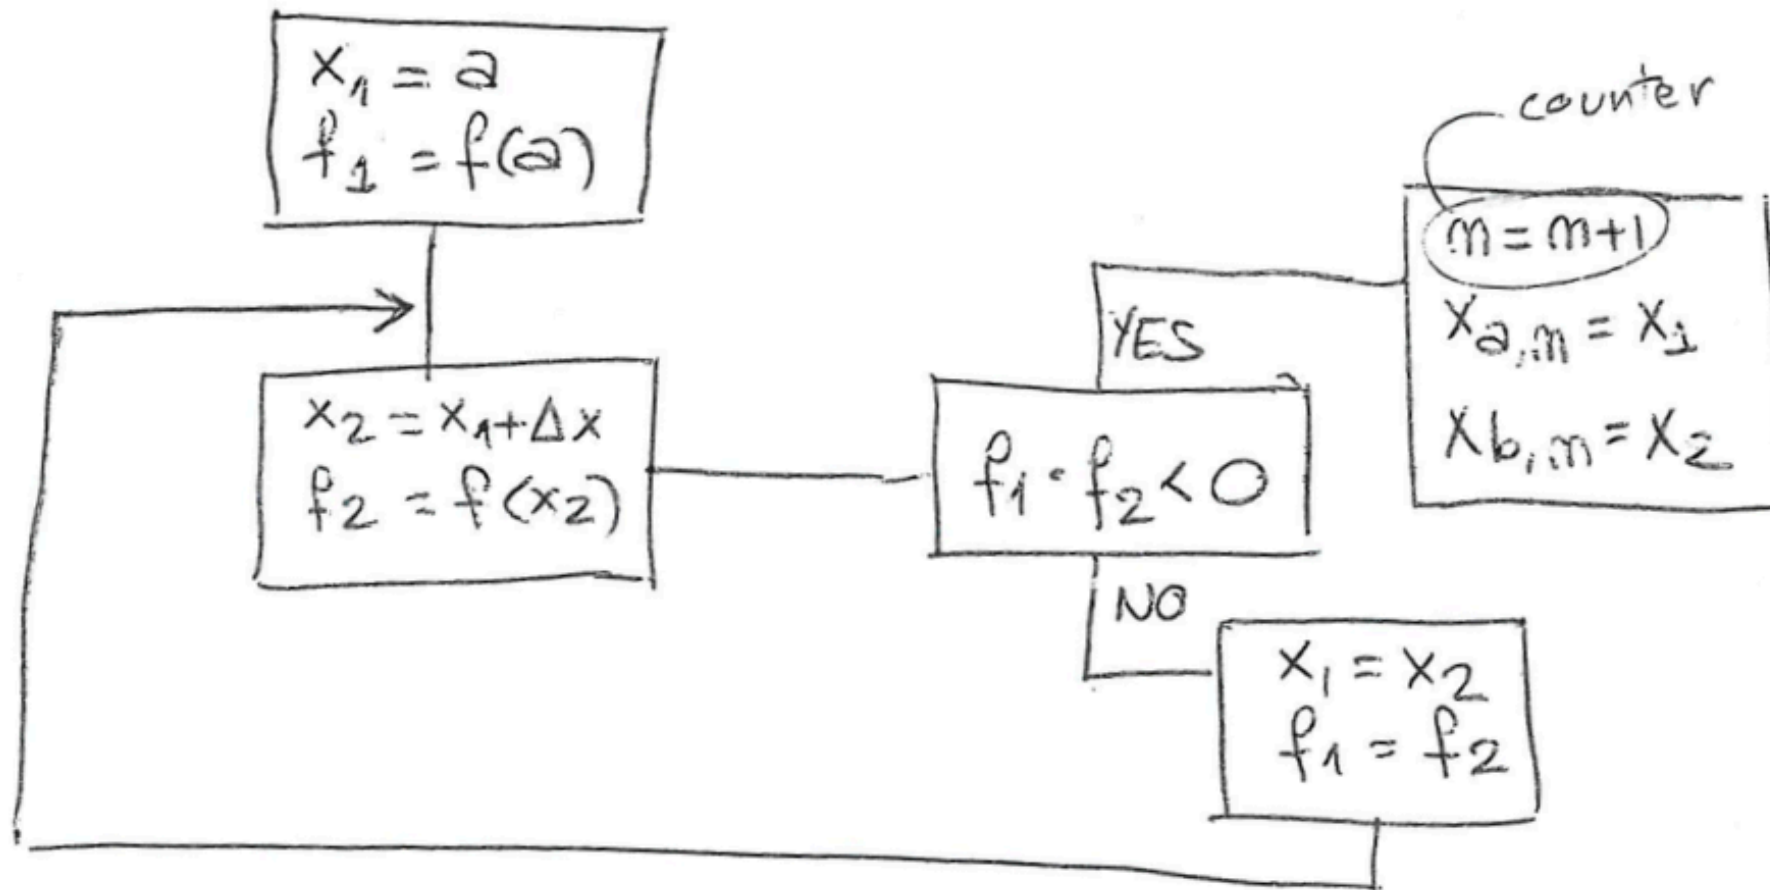 x₁ = a
f₁ = f(a)
counter
m = m+1
xa,m = x₁
xb,m = x₂
YES
x₂ = x₁+Δx
f₂ = f(x₂)
f₁ · f₂ < 0
NO
x₁ = x₂
f₁ = f₂